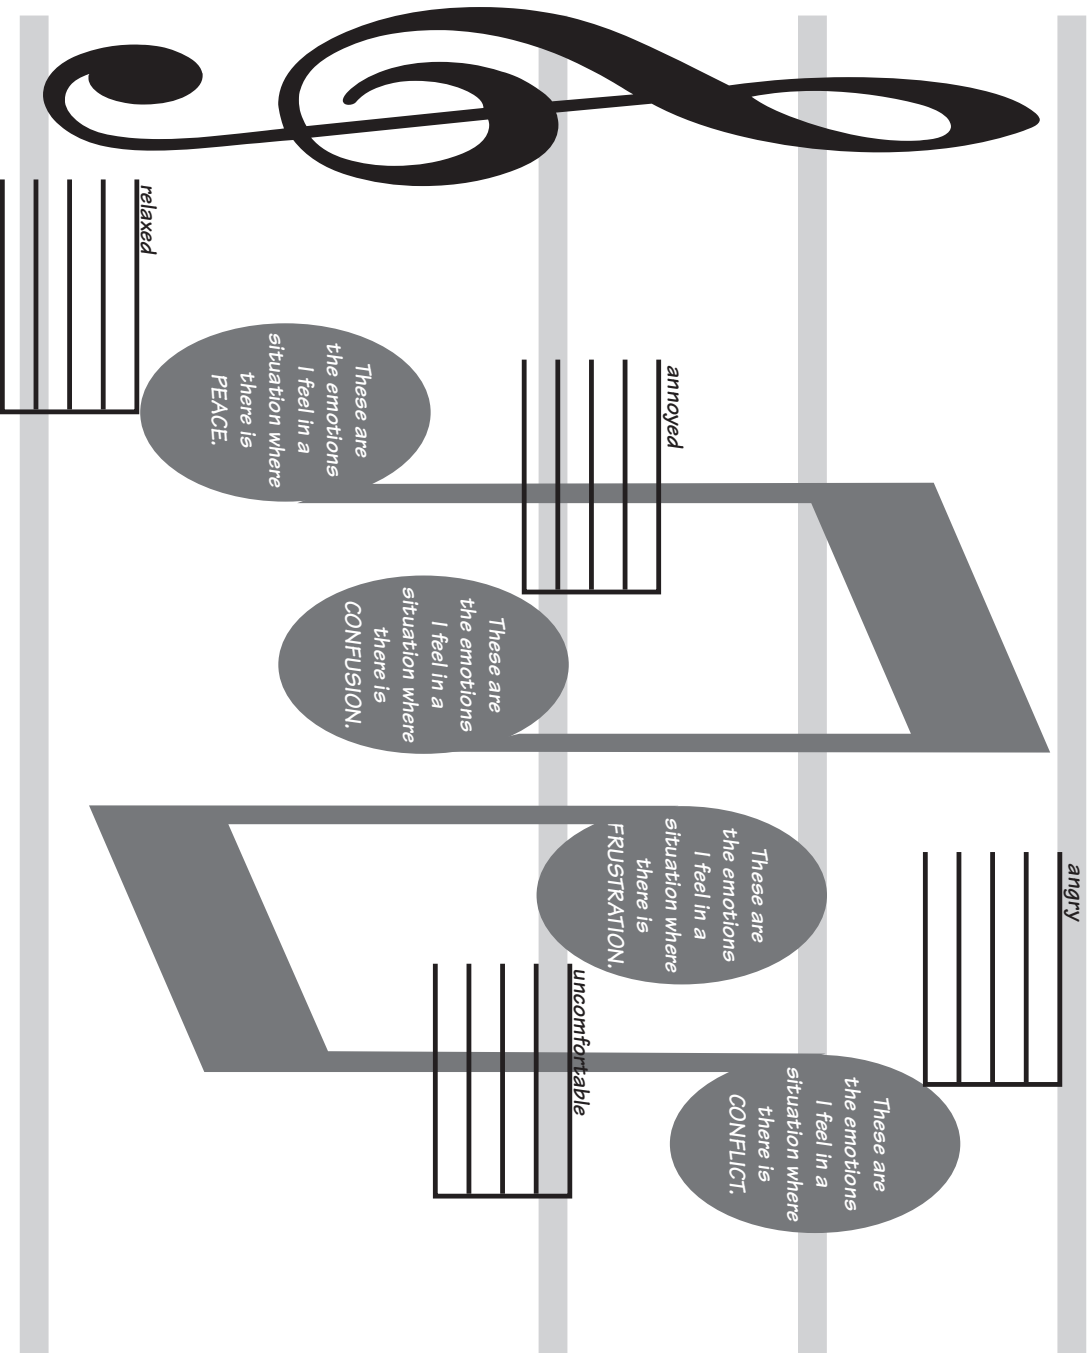 relaxed
These are
the emotions
I feel in a
situation where
there is
PEACE.
annoyed
These are
the emotions
I feel in a
situation where
there is
CONFUSION.
These are
the emotions
I feel in a
situation where
there is
FRUSTRATION.
uncomfortable
angry
These are
the emotions
I feel in a
situation where
there is
CONFLICT.